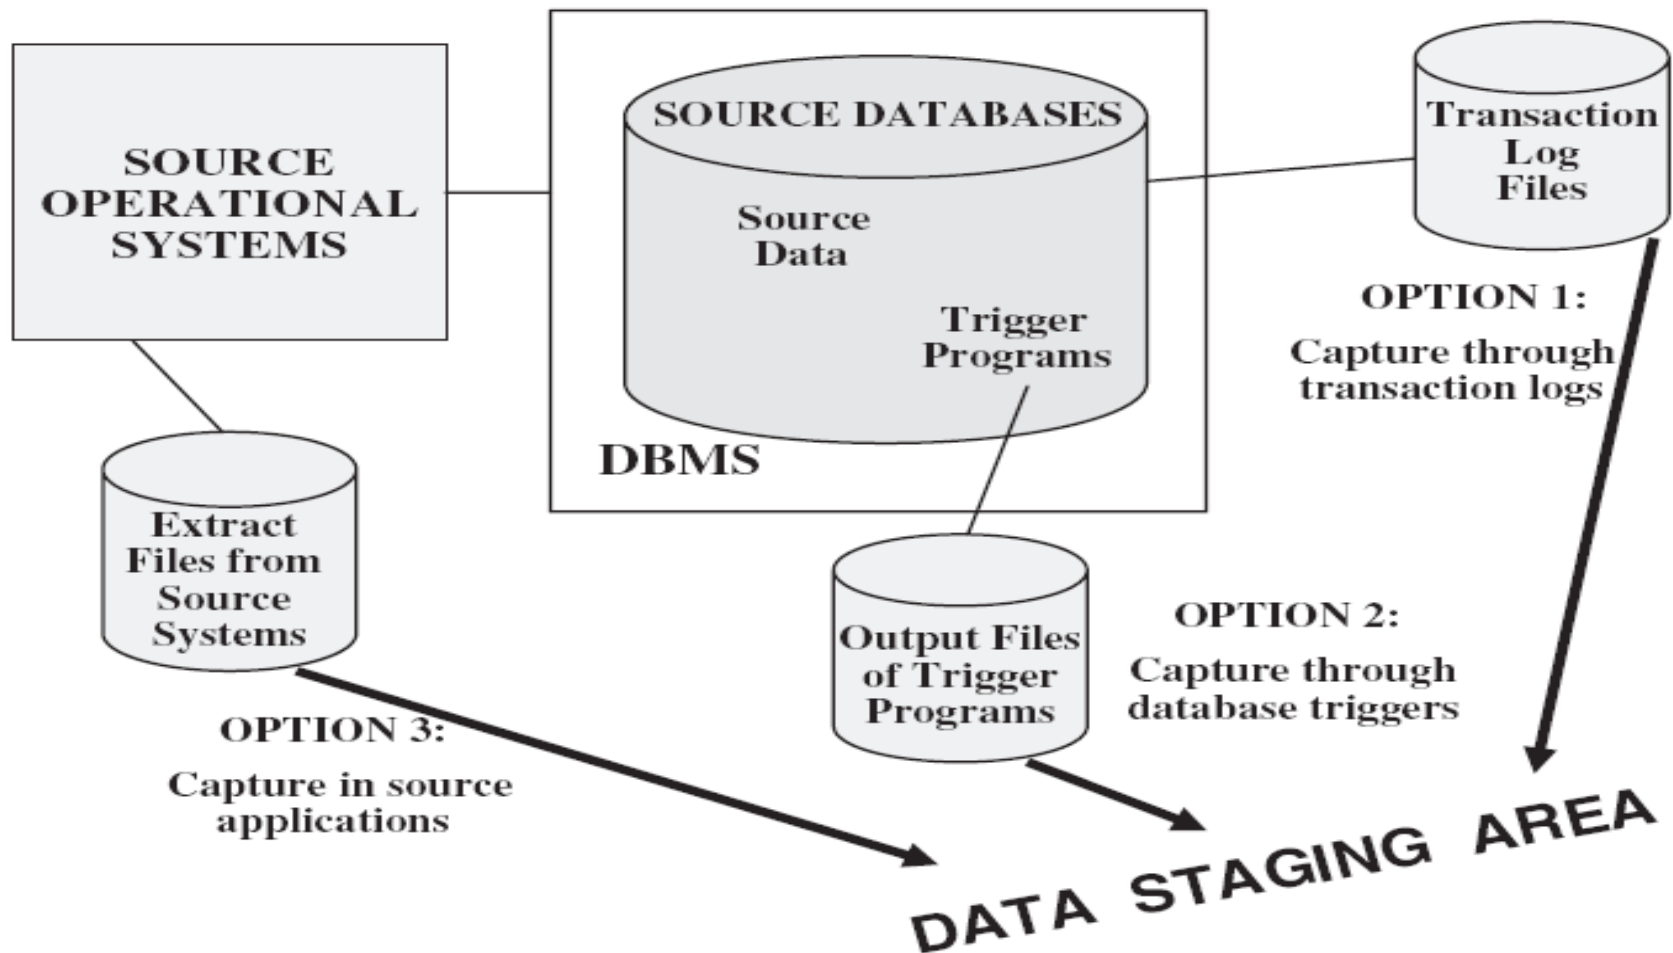 SOURCE
OPERATIONAL
SYSTEMS
SOURCE DATABASES
Source
Data
Trigger
Programs
DBMS
Transaction
Log
Files
OPTION 1:
Capture through
transaction logs
Extract
Files from
Source
Systems
Output Files
of Trigger
Programs
OPTION 2:
Capture through
database triggers
OPTION 3:
Capture in source
applications
DATA STAGING AREA